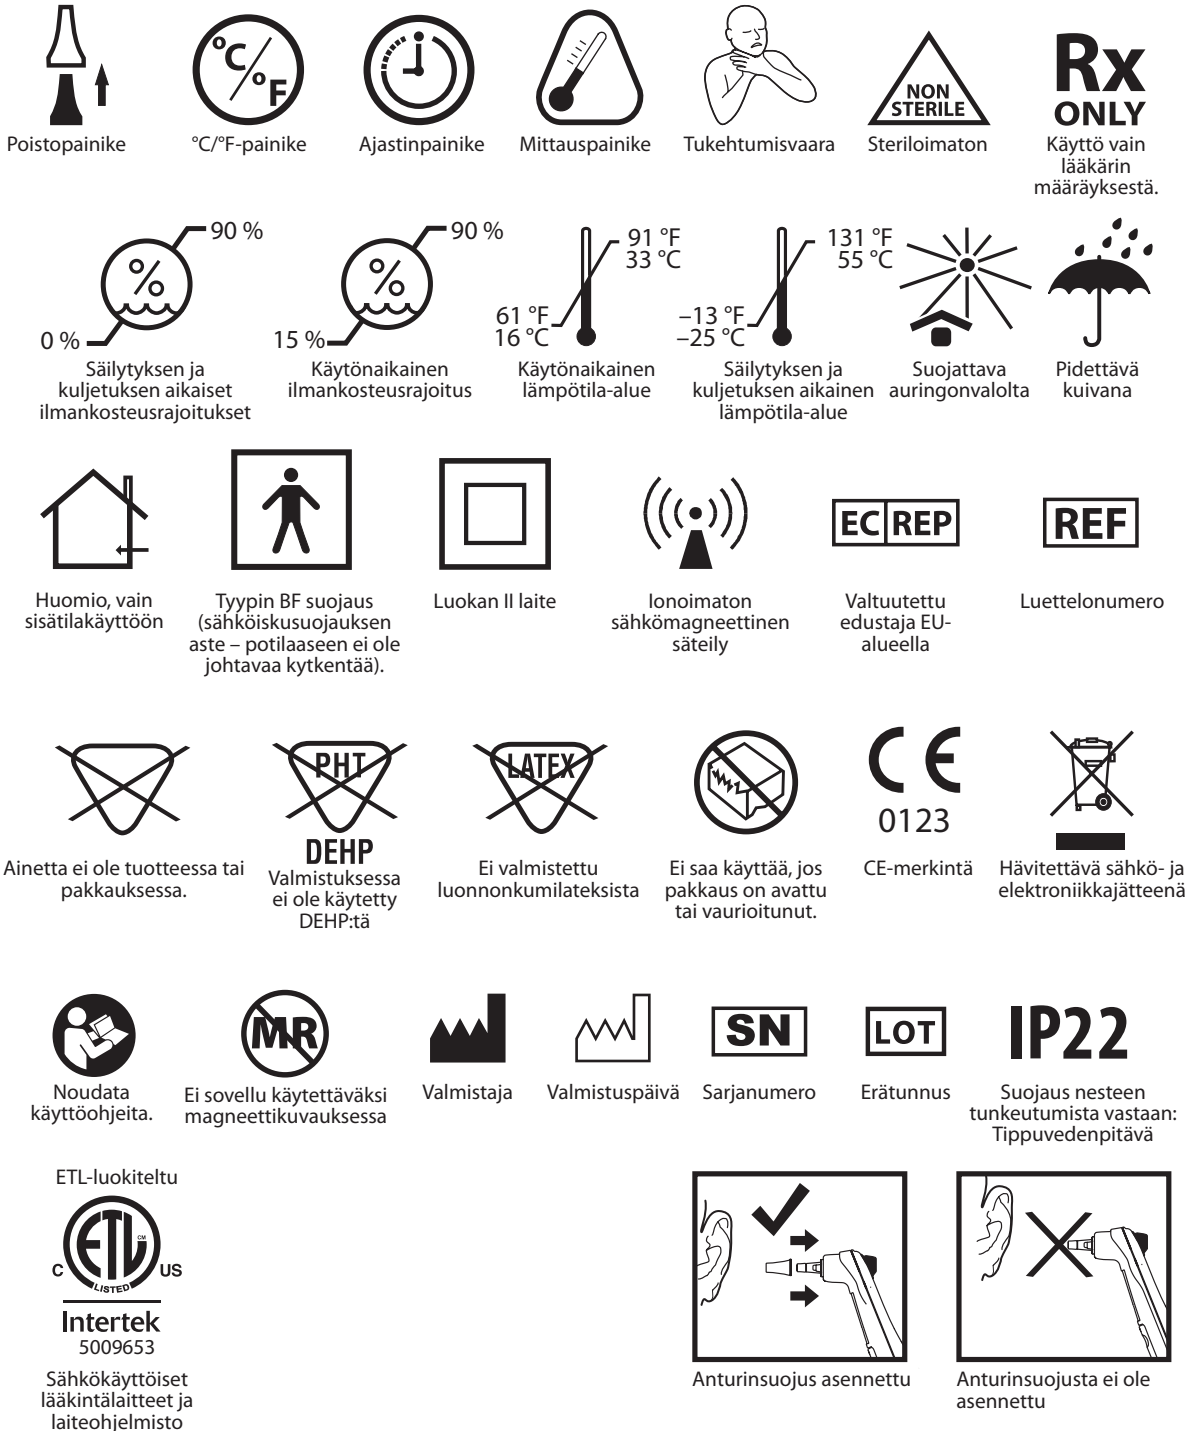 °C/°F
NON
STERILE
Rx
ONLY
Poistopainike
°C/°F-painike
Ajastinpainike
Mittauspainike
Tukehtumisvaara
Steriloimaton
Käyttö vain
lääkärin
määräyksestä.
90 %
%
0 %
Säilytyksen ja
kuljetuksen aikaiset
ilmankosteusrajoitukset
90 %
%
15 %
Käytönaikainen
ilmankosteusrajoitus
91 °F
33 °C
61 °F
16 °C
Käytönaikainen
lämpötila-alue
131 °F
55 °C
–13 °F
–25 °C
Säilytyksen ja
kuljetuksen aikainen
lämpötila-alue
Suojattava
auringonvalolta
Pidettävä
kuivana
Huomio, vain
sisätilakäyttöön
Tyypin BF suojaus
(sähköiskusuojauksen
aste – potilaaseen ei ole
johtavaa kytkentää).
Luokan II laite
Ionoimaton
sähkömagneettinen
säteily
EC REP
Valtuutettu
edustaja EU-
alueella
REF
Luettelonumero
Ainetta ei ole tuotteessa tai
pakkauksessa.
PHT
DEHP
Valmistuksessa
ei ole käytetty
DEHP:tä
LATEX
Ei valmistettu
luonnonkumilateksista
Ei saa käyttää, jos
pakkaus on avattu
tai vaurioitunut.
CE
0123
CE-merkintä
Hävitettävä sähkö- ja
elektroniikkajätteenä
Noudata
käyttöohjeita.
MR
Ei sovellu käytettäväksi
magneettikuvauksessa
Valmistaja
Valmistuspäivä
SN
Sarjanumero
LOT
Erätunnus
IP22
Suojaus nesteen
tunkeutumista vastaan:
Tippuvedenpitävä
ETL-luokiteltu
ETL CM
C LISTED US
Intertek
5009653
Sähkökäyttöiset
lääkintälaitteet ja
laiteohjelmisto
Anturinsuojus asennettu
Anturinsuojusta ei ole
asennettu